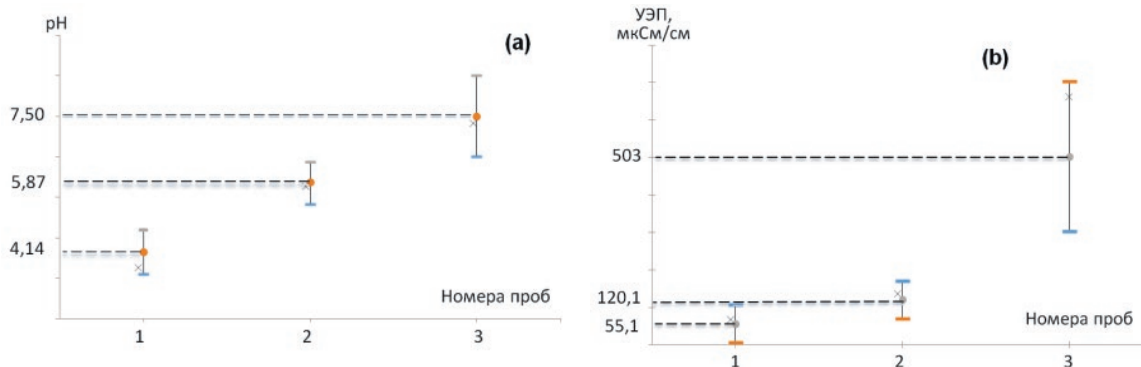 pH
(a)
7,50
5,87
4,14
Номера проб
1 2 3
УЭП,
мкСм/см
(b)
503
120,1
55,1
Номера проб
1 2 3